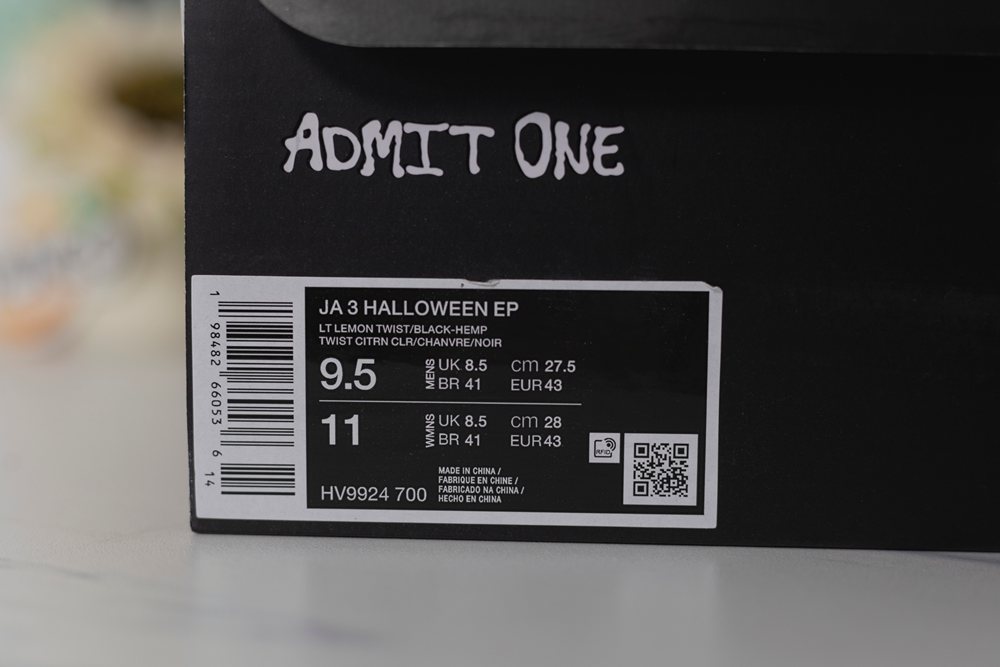 ADMIT ONE
JA 3 HALLOWEEN EP
LT LEMON TWIST/BLACK-HEMP
TWIST CITRN CLR/CHANVRE/NOIR
9.5 MENS UK 8.5 cm 27.5
BR 41 EUR 43
11 WMNS UK 8.5 cm 28
BR 41 EUR 43
RFID
MADE IN CHINA /
FABRIQUE EN CHINE /
FABRICADO NA CHINA /
HECHO EN CHINA
HV9924 700
1 98482 66053 6 14